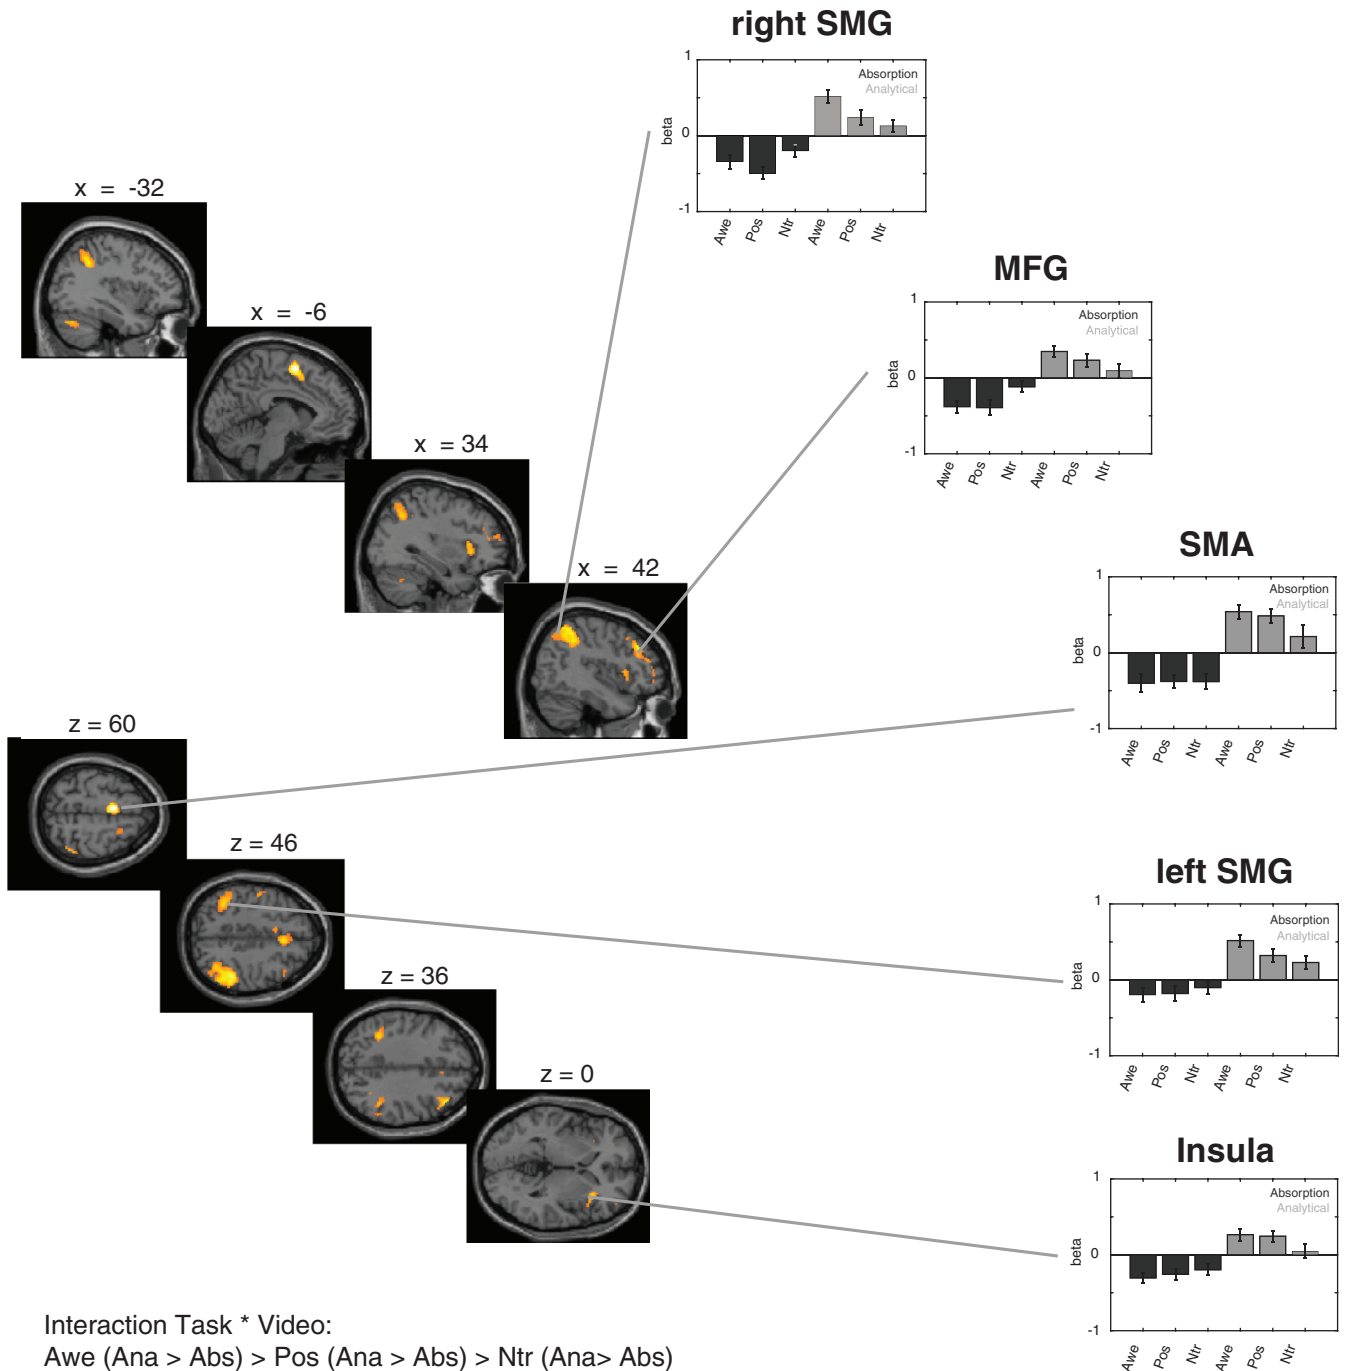 right SMG
1
Absorption
Analytical
beta
0
-1
Awe Pos Ntr Awe Pos Ntr
x = -32
MFG
1
Absorption
Analytical
beta
0
-1
Awe Pos Ntr Awe Pos Ntr
x = -6
x = 34
SMA
1
Absorption
Analytical
beta
0
-1
Awe Pos Ntr Awe Pos Ntr
x = 42
z = 60
z = 46
left SMG
1
Absorption
Analytical
beta
0
-1
Awe Pos Ntr Awe Pos Ntr
z = 36
z = 0
Insula
1
Absorption
Analytical
beta
0
-1
Awe Pos Ntr Awe Pos Ntr
Interaction Task * Video:
Awe (Ana > Abs) > Pos (Ana > Abs) > Ntr (Ana> Abs)